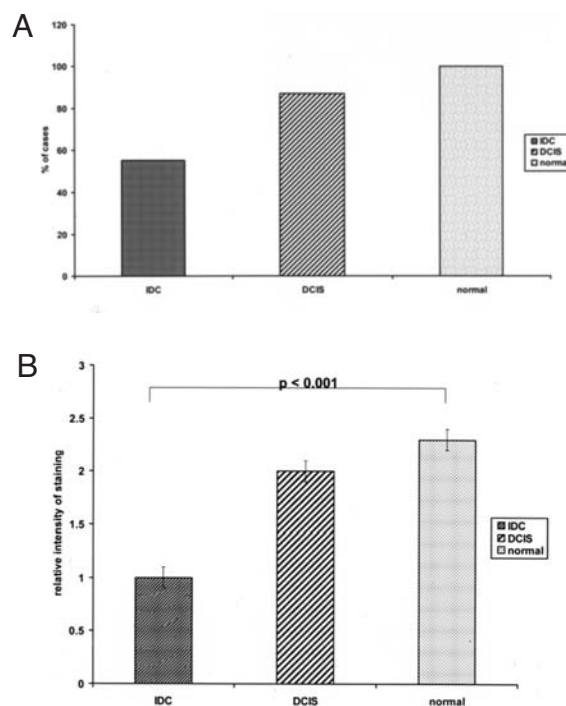 A
120
100
80
60
40
20
0
% of cases
IDC
DCIS
normal
IDC
DCIS
normal
B
3
2.5
2
1.5
1
0.5
0
relative intensity of staining
p < 0.001
IDC
DCIS
normal
IDC
DCIS
normal